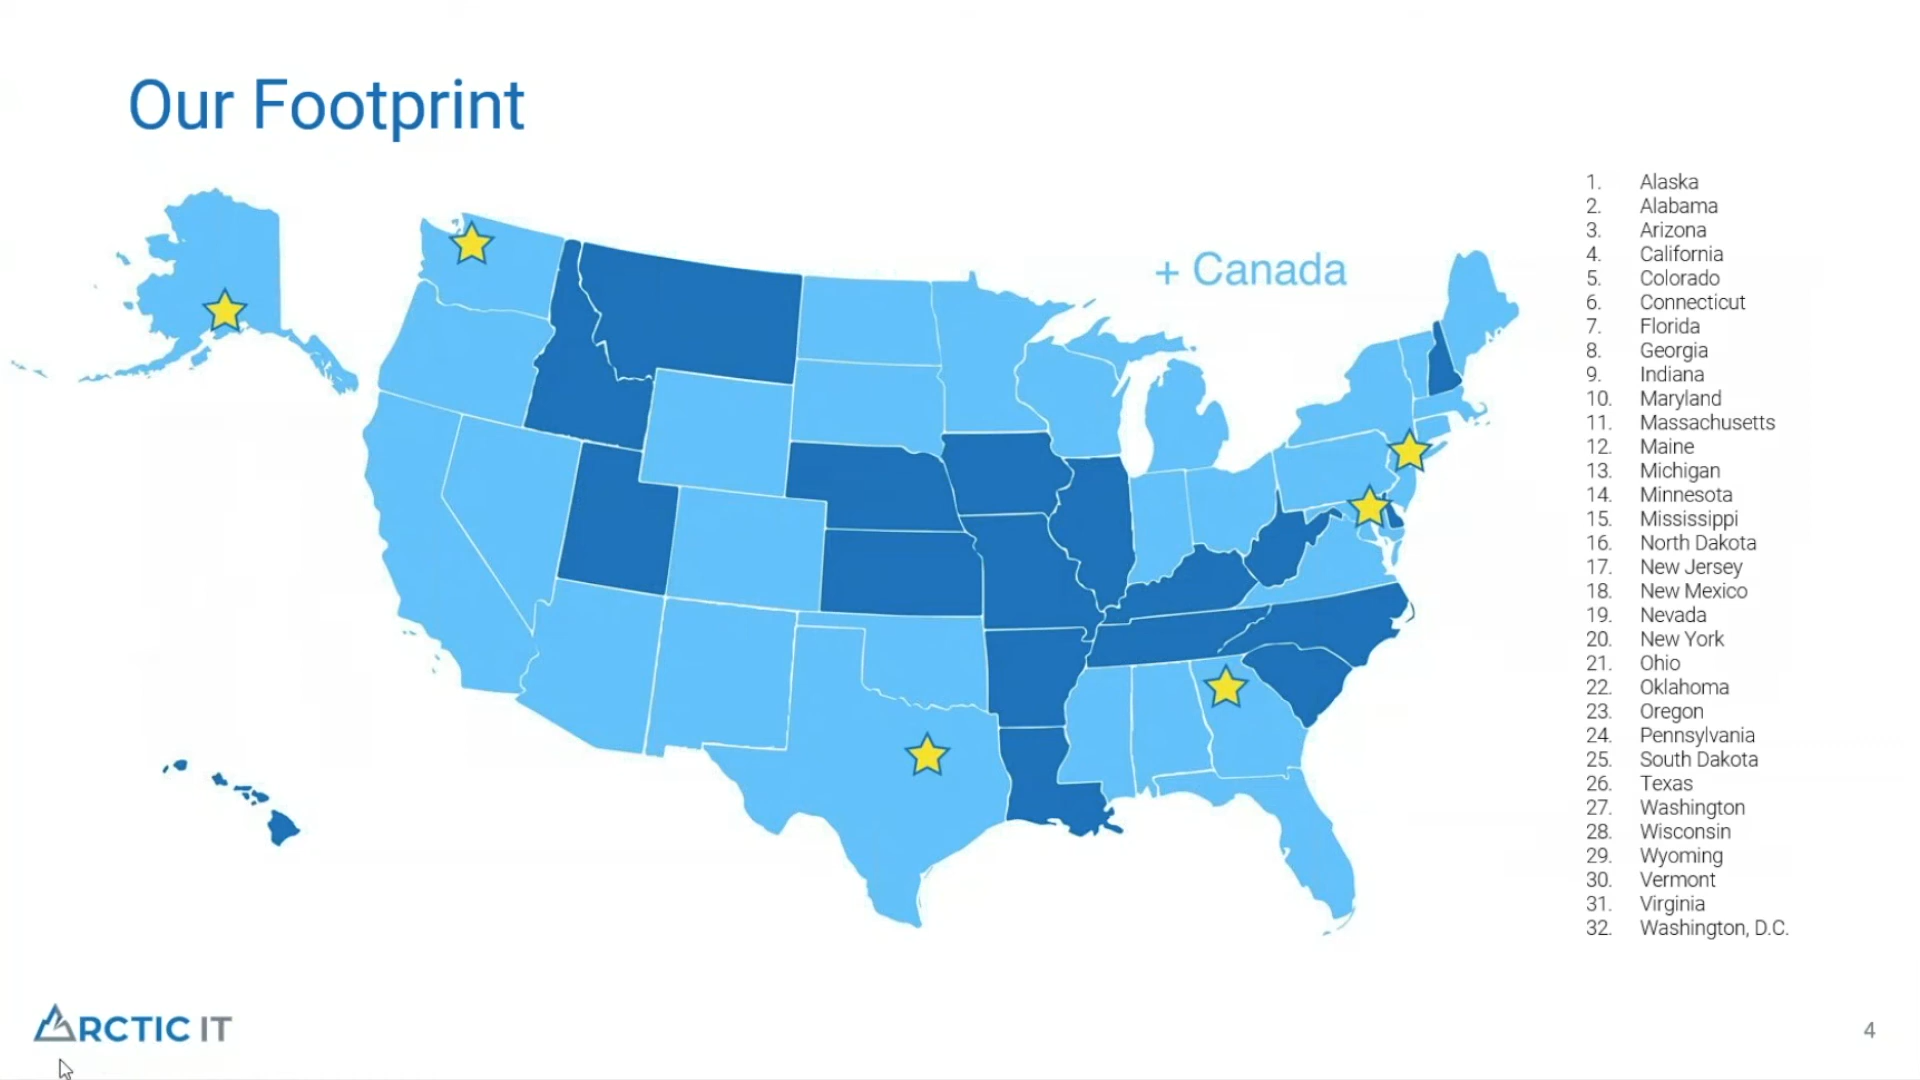 Our Footprint
+ Canada
1. Alaska
2. Alabama
3. Arizona
4. California
5. Colorado
6. Connecticut
7. Florida
8. Georgia
9. Indiana
10. Maryland
11. Massachusetts
12. Maine
13. Michigan
14. Minnesota
15. Mississippi
16. North Dakota
17. New Jersey
18. New Mexico
19. Nevada
20. New York
21. Ohio
22. Oklahoma
23. Oregon
24. Pennsylvania
25. South Dakota
26. Texas
27. Washington
28. Wisconsin
29. Wyoming
30. Vermont
31. Virginia
32. Washington, D.C.
ARCTIC IT
4